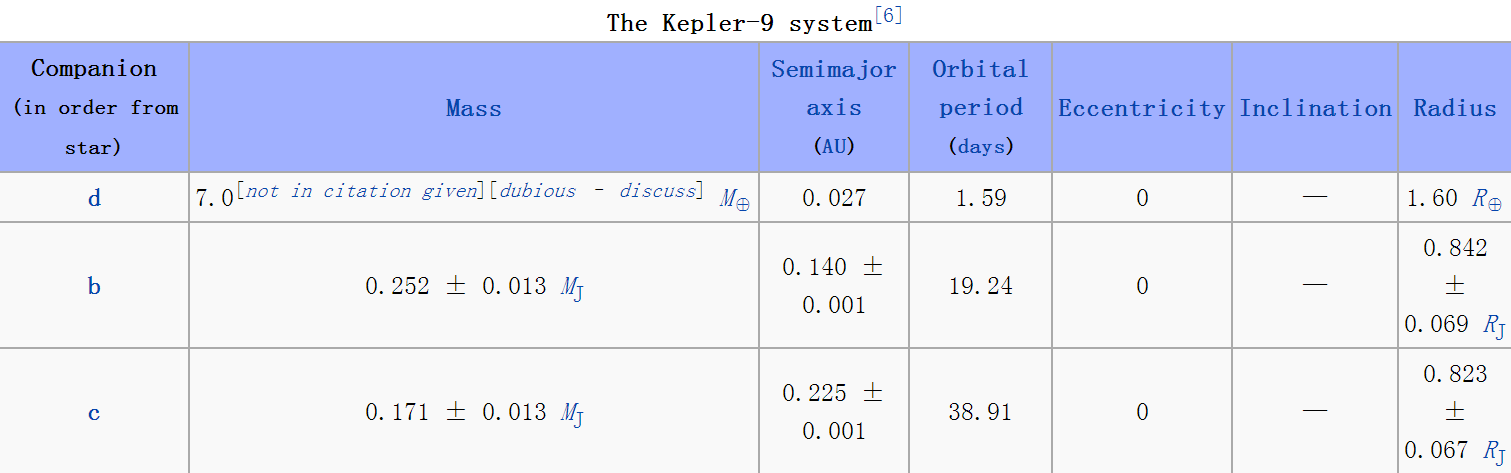 The Kepler-9 system[6]
Companion (in order from star) Mass Semimajor axis (AU) Orbital period (days) Eccentricity Inclination Radius
d 7.0[not in citation given][dubious – discuss] M⊕ 0.027 1.59 0 — 1.60 R⊕
b 0.252 ± 0.013 MJ 0.140 ± 0.001 19.24 0 — 0.842 ± 0.069 RJ
c 0.171 ± 0.013 MJ 0.225 ± 0.001 38.91 0 — 0.823 ± 0.067 RJ